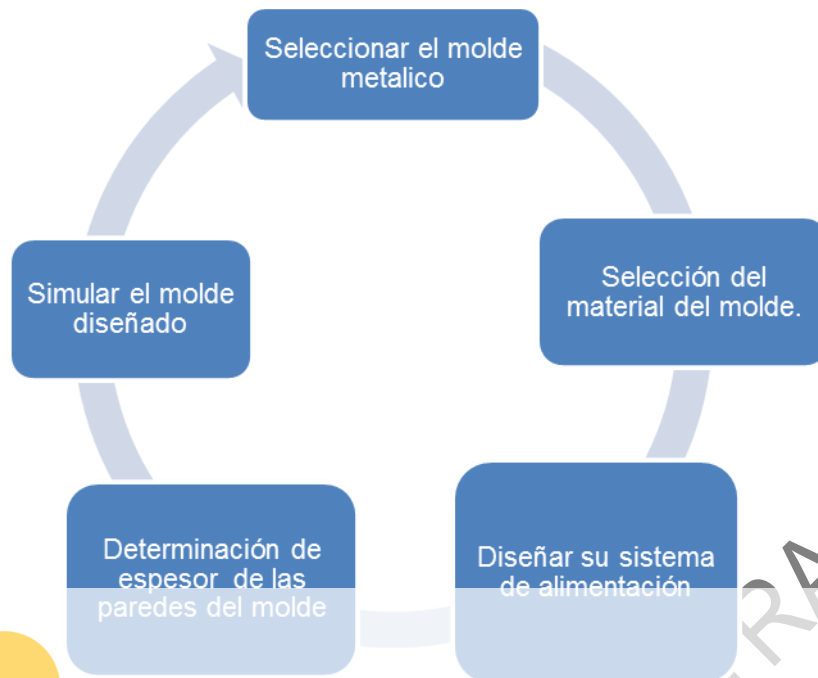 Seleccionar el molde
metalico
Selección del
material del molde.
Diseñar su sistema
de alimentación
Determinación de
espesor de las
paredes del molde
Simular el molde
diseñado
RA